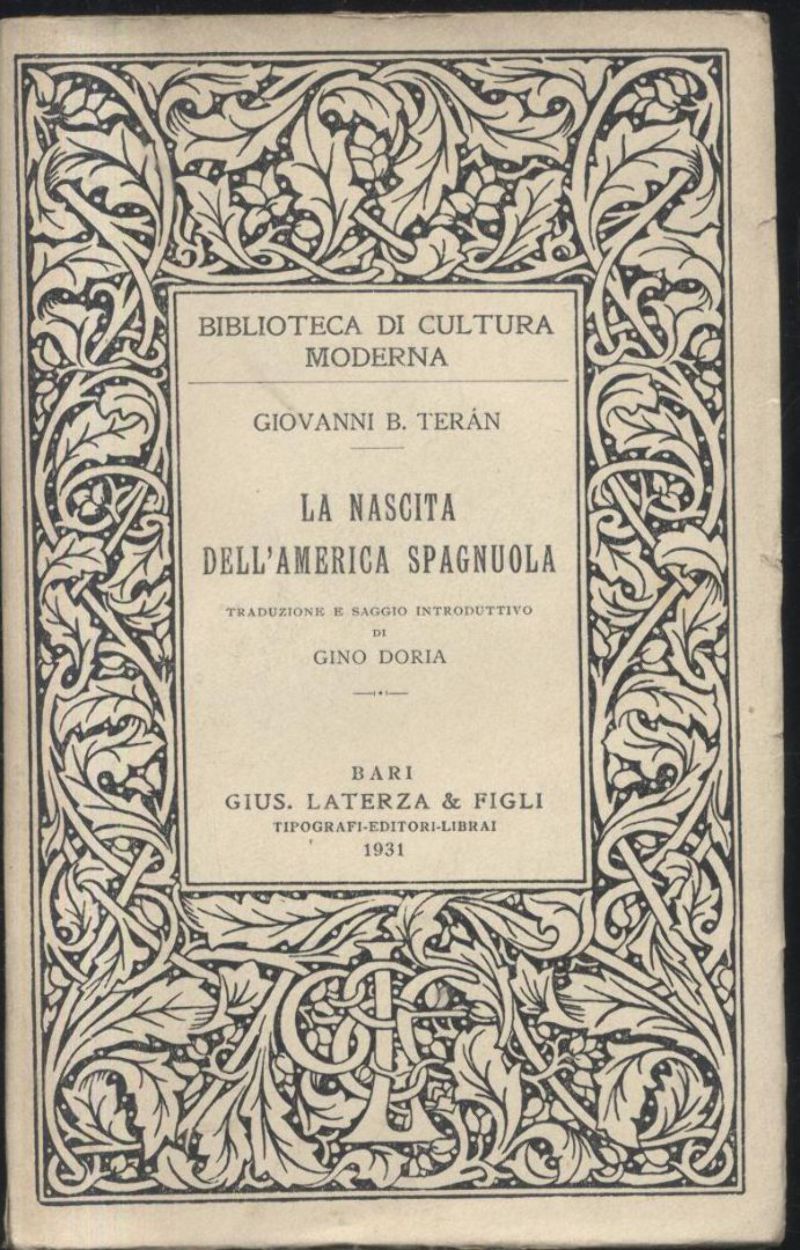 BIBLIOTECA DI CULTURA
MODERNA
GIOVANNI B. TERÁN
LA NASCITA
DELL'AMERICA SPAGNUOLA
TRADUZIONE E SAGGIO INTRODUTTIVO
DI
GINO DORIA
BARI
GIUS. LATERZA & FIGLI
TIPOGRAFI-EDITORI-LIBRAI
1931